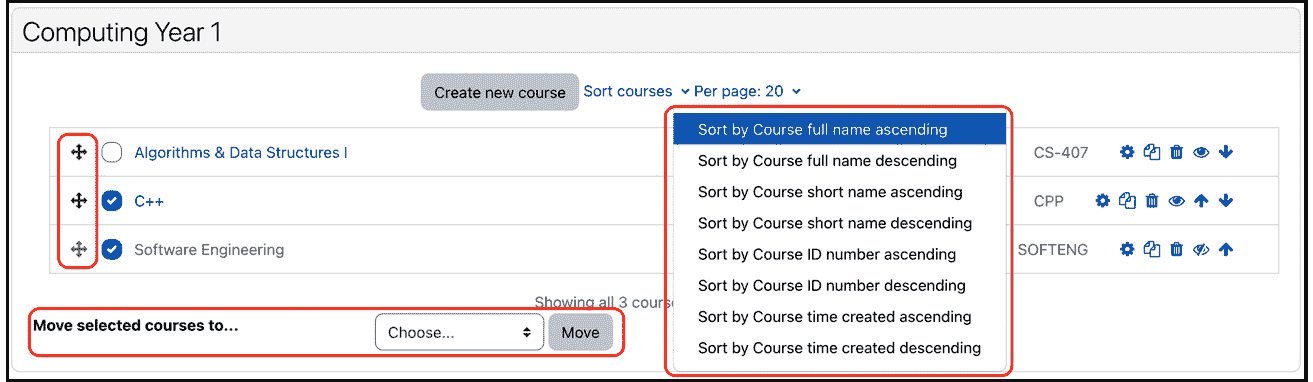 Computing Year 1
Create new course Sort courses Per page: 20
Sort by Course full name ascending
Sort by Course full name descending
Sort by Course short name ascending
Sort by Course short name descending
Sort by Course ID number ascending
Sort by Course ID number descending
Sort by Course time created ascending
Sort by Course time created descending
Algorithms & Data Structures I CS-407
C++ CPP
Software Engineering SOFTENG
Showing all 3 cours
Move selected courses to... Choose... Move